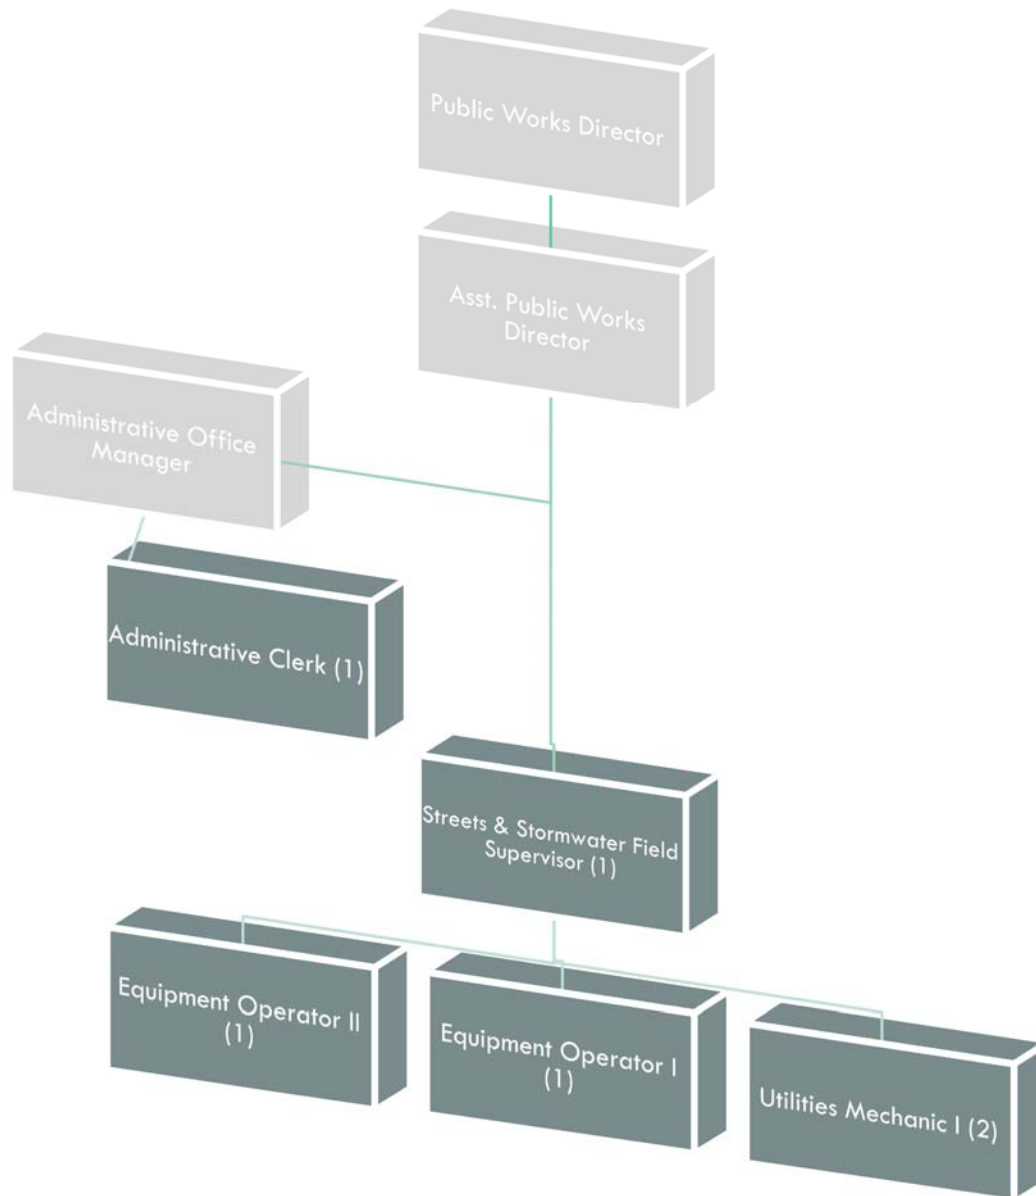 Public Works Director
Asst. Public Works
Director
Administrative Office
Manager
Administrative Clerk (1)
Streets & Stormwater Field
Supervisor (1)
Equipment Operator II
(1)
Equipment Operator I
(1)
Utilities Mechanic I (2)